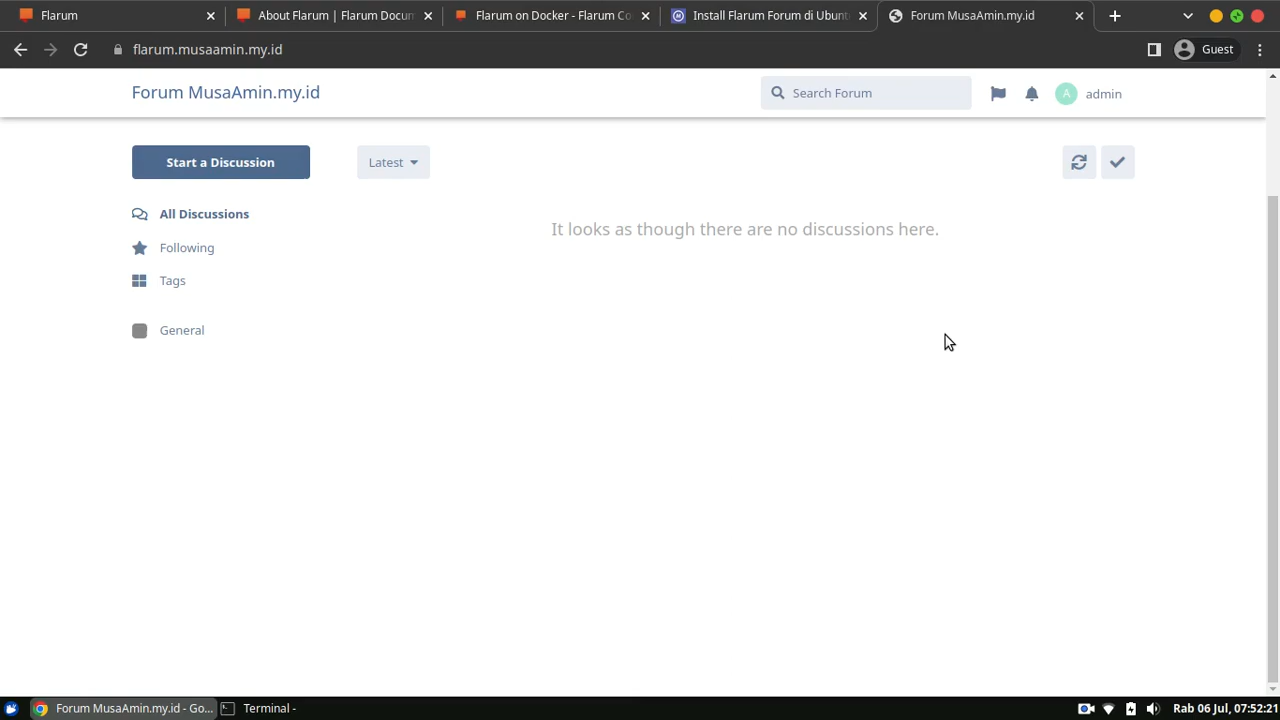 Flarum
About Flarum | Flarum Docum
Flarum on Docker - Flarum Co
Install Flarum Forum di Ubunt
Forum MusaAmin.my.id
flarum.musaamin.my.id
Guest
Forum MusaAmin.my.id
Search Forum
A
admin
Start a Discussion
Latest
All Discussions
It looks as though there are no discussions here.
Following
Tags
General
Forum MusaAmin.my.id - Go...
Terminal -
Rab 06 Jul, 07:52:21